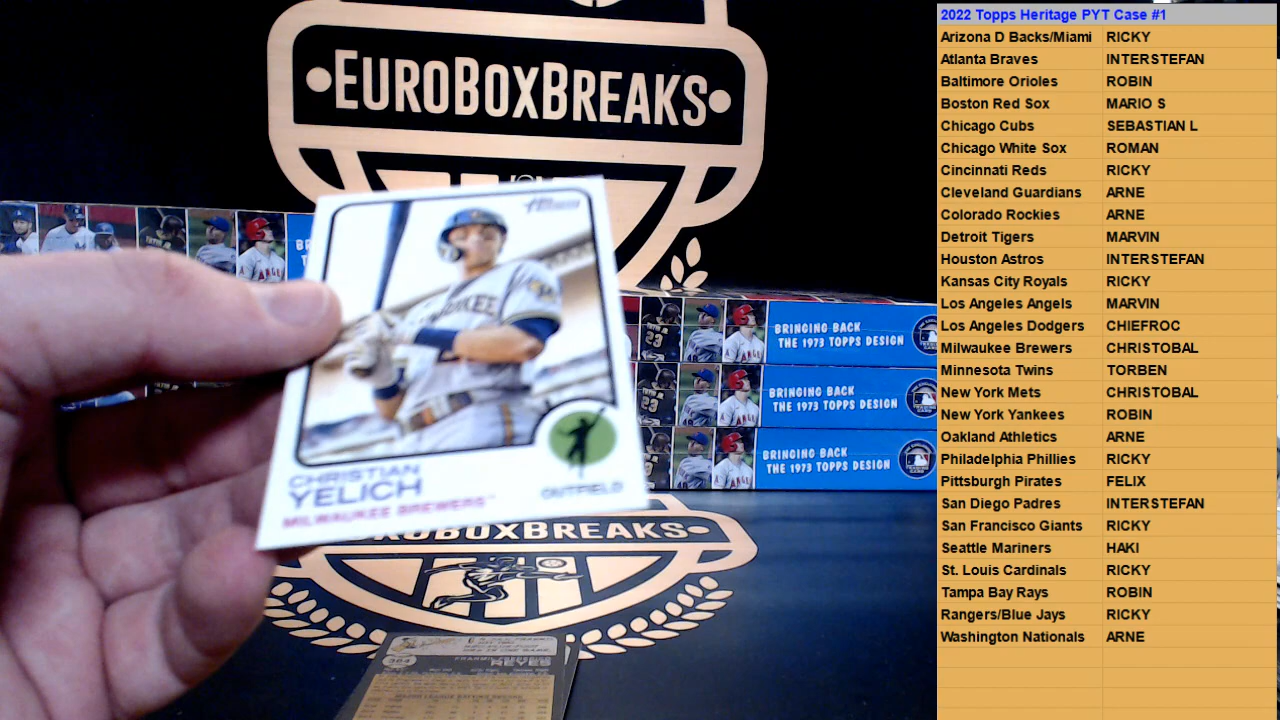 EUROBOXBREAKS
Heritage
CHRISTIAN
YELICH
MILWAUKEE BREWERS
OUTFIELD
BRINGING BACK
THE 1973 TOPPS DESIGN
BRINGING BACK
THE 1973 TOPPS DESIGN
BRINGING BACK
THE 1973 TOPPS DESIGN
EUROBOXBREAKS
384
REYES
2022 Topps Heritage PYT Case #1
Arizona D Backs/Miami RICKY
Atlanta Braves INTERSTEFAN
Baltimore Orioles ROBIN
Boston Red Sox MARIO S
Chicago Cubs SEBASTIAN L
Chicago White Sox ROMAN
Cincinnati Reds RICKY
Cleveland Guardians ARNE
Colorado Rockies ARNE
Detroit Tigers MARVIN
Houston Astros INTERSTEFAN
Kansas City Royals RICKY
Los Angeles Angels MARVIN
Los Angeles Dodgers CHIEFROC
Milwaukee Brewers CHRISTOBAL
Minnesota Twins TORBEN
New York Mets CHRISTOBAL
New York Yankees ROBIN
Oakland Athletics ARNE
Philadelphia Phillies RICKY
Pittsburgh Pirates FELIX
San Diego Padres INTERSTEFAN
San Francisco Giants RICKY
Seattle Mariners HAKI
St. Louis Cardinals RICKY
Tampa Bay Rays ROBIN
Rangers/Blue Jays RICKY
Washington Nationals ARNE